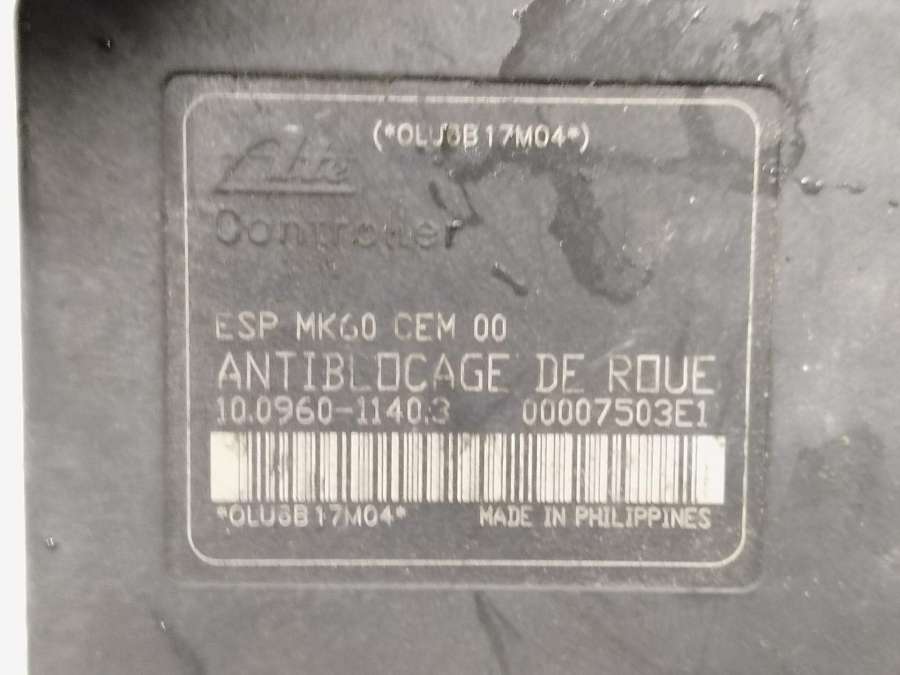 (*OLU6B17M04*)
Ate
Controller
ESP MK60 CEM 00
ANTIBLOCAGE DE ROUE
10.0960-1140.3 00007503E1
*OLU6B17M04* MADE IN PHILIPPINES